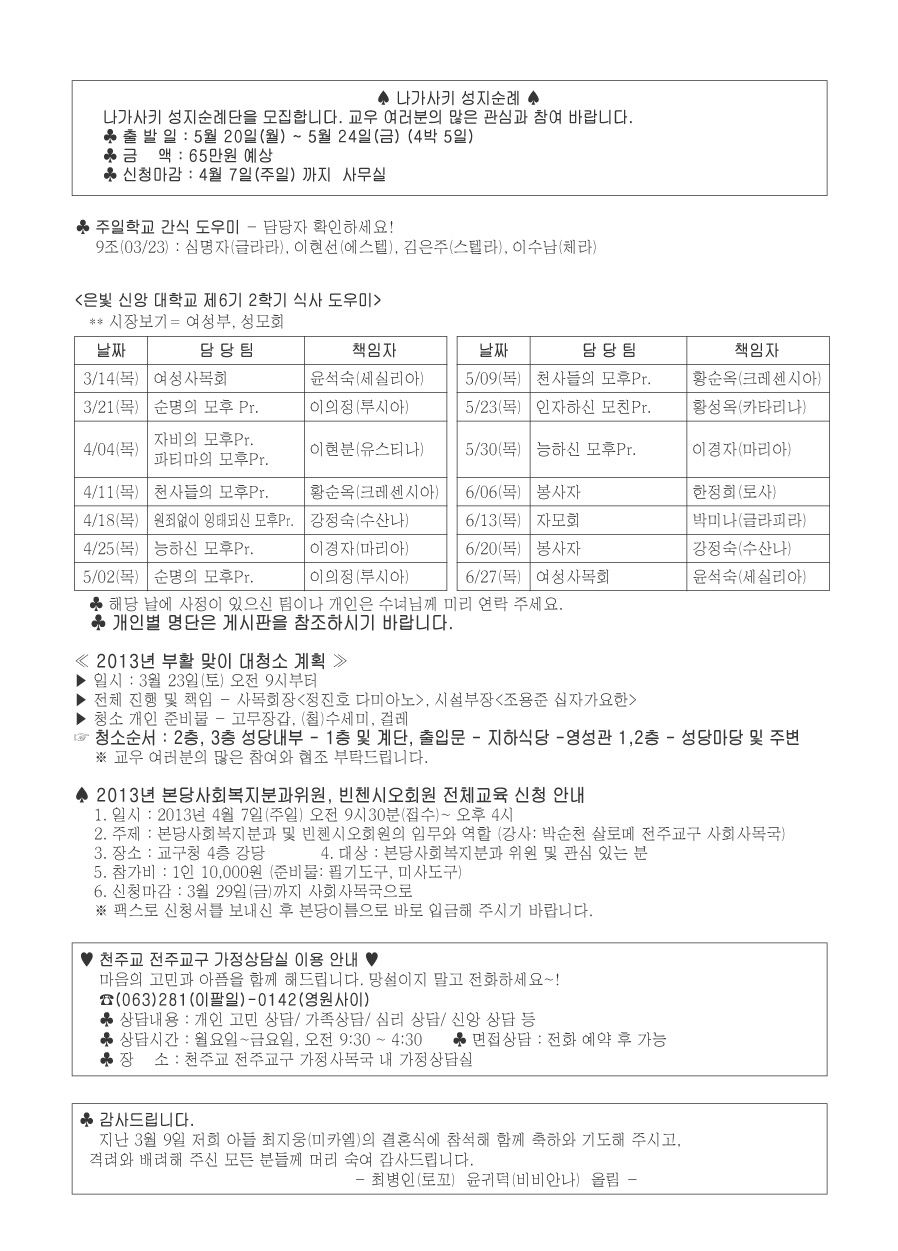 ♠ 나가사키 성지순례 ♠
나가사키 성지순례단을 모집합니다. 교우 여러분의 많은 관심과 참여 바랍니다.
♣ 출 발 일 : 5월 20일(월) ~ 5월 24일(금) (4박 5일)
♣ 금 액 : 65만원 예상
♣ 신청마감 : 4월 7일(주일) 까지 사무실
♣ 주일학교 간식 도우미 - 담당자 확인하세요!
9조(03/23) : 심명자(글라라), 이현선(에스텔), 김은주(스텔라), 이수남(체라)
<은빛 신앙 대학교 제6기 2학기 식사 도우미>
** 시장보기= 여성부, 성모회
날짜 담 당 팀 책임자 날짜 담 당 팀 책임자
3/14(목) 여성사목회 윤석숙(세실리아) 5/09(목) 천사들의 모후Pr. 황순옥(크레센시아)
3/21(목) 순명의 모후 Pr. 이의정(루시아) 5/23(목) 인자하신 모친Pr. 황성옥(카타리나)
4/04(목) 자비의 모후Pr. 파티마의 모후Pr. 이현분(유스티나) 5/30(목) 능하신 모후Pr. 이경자(마리아)
4/11(목) 천사들의 모후Pr. 황순옥(크레센시아) 6/06(목) 봉사자 한정희(로사)
4/18(목) 원죄없이 잉태되신 모후Pr. 강정숙(수산나) 6/13(목) 자모회 박미나(글라피라)
4/25(목) 능하신 모후Pr. 이경자(마리아) 6/20(목) 봉사자 강정숙(수산나)
5/02(목) 순명의 모후Pr. 이의정(루시아) 6/27(목) 여성사목회 윤석숙(세실리아)
♣ 해당 날에 사정이 있으신 팀이나 개인은 수녀님께 미리 연락 주세요.
♣ 개인별 명단은 게시판을 참조하시기 바랍니다.
≪ 2013년 부활 맞이 대청소 계획 ≫
▶ 일시 : 3월 23일(토) 오전 9시부터
▶ 전체 진행 및 책임 - 사목회장<정진호 다미아노>, 시설부장<조용준 십자가요한>
▶ 청소 개인 준비물 - 고무장갑, (철)수세미, 걸레
☞ 청소순서 : 2층, 3층 성당내부 - 1층 및 계단, 출입문 - 지하식당 -영성관 1,2층 - 성당마당 및 주변
※ 교우 여러분의 많은 참여와 협조 부탁드립니다.
♠ 2013년 본당사회복지분과위원, 빈첸시오회원 전체교육 신청 안내
1. 일시 : 2013년 4월 7일(주일) 오전 9시30분(접수)~ 오후 4시
2. 주제 : 본당사회복지분과 및 빈첸시오회원의 임무와 역할 (강사: 박순천 살로메 전주교구 사회사목국)
3. 장소 : 교구청 4층 강당 4. 대상 : 본당사회복지분과 위원 및 관심 있는 분
5. 참가비 : 1인 10,000원 (준비물: 필기도구, 미사도구)
6. 신청마감 : 3월 29일(금)까지 사회사목국으로
※ 팩스로 신청서를 보내신 후 본당이름으로 바로 입금해 주시기 바랍니다.
♥ 천주교 전주교구 가정상담실 이용 안내 ♥
마음의 고민과 아픔을 함께 해드립니다. 망설이지 말고 전화하세요~!
☎(063)281(이팔일)-0142(영원사이)
♣ 상담내용 : 개인 고민 상담/ 가족상담/ 심리 상담/ 신앙 상담 등
♣ 상담시간 : 월요일~금요일, 오전 9:30 ~ 4:30 ♣ 면접상담 : 전화 예약 후 가능
♣ 장 소 : 천주교 전주교구 가정사목국 내 가정상담실
♣ 감사드립니다.
지난 3월 9일 저희 아들 최지웅(미카엘)의 결혼식에 참석해 함께 축하와 기도해 주시고,
격려와 배려해 주신 모든 분들께 머리 숙여 감사드립니다.
- 최병인(로꼬) 윤귀덕(비비안나) 올림 -